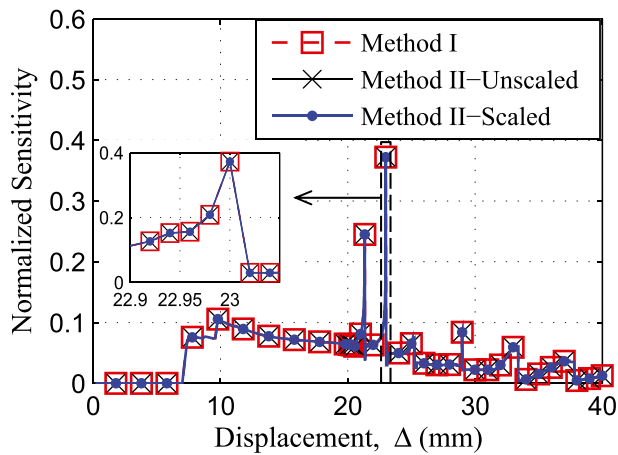 Normalized Sensitivity
0.6
0.5
0.4
0.3
0.2
0.1
0
Method I
Method II−Unscaled
Method II−Scaled
0.4
0.2
0
22.9 22.95 23
0 10 20 30 40
Displacement, Δ (mm)